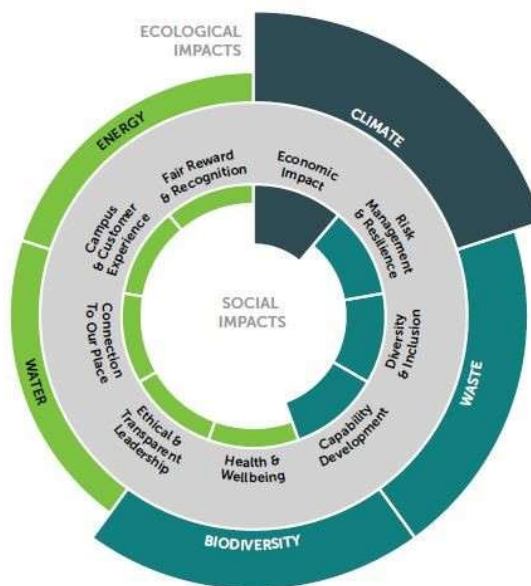 ECOLOGICAL
IMPACTS
CLIMATE
WASTE
BIODIVERSITY
WATER
ENERGY
Economic
Impact
Risk
Management
& Resilience
Diversity
& Inclusion
Capability
Development
Health &
Wellbeing
Ethical &
Transparent
Leadership
Connection
To Our Place
Campus
& Customer
Experience
Fair Reward
& Recognition
SOCIAL
IMPACTS